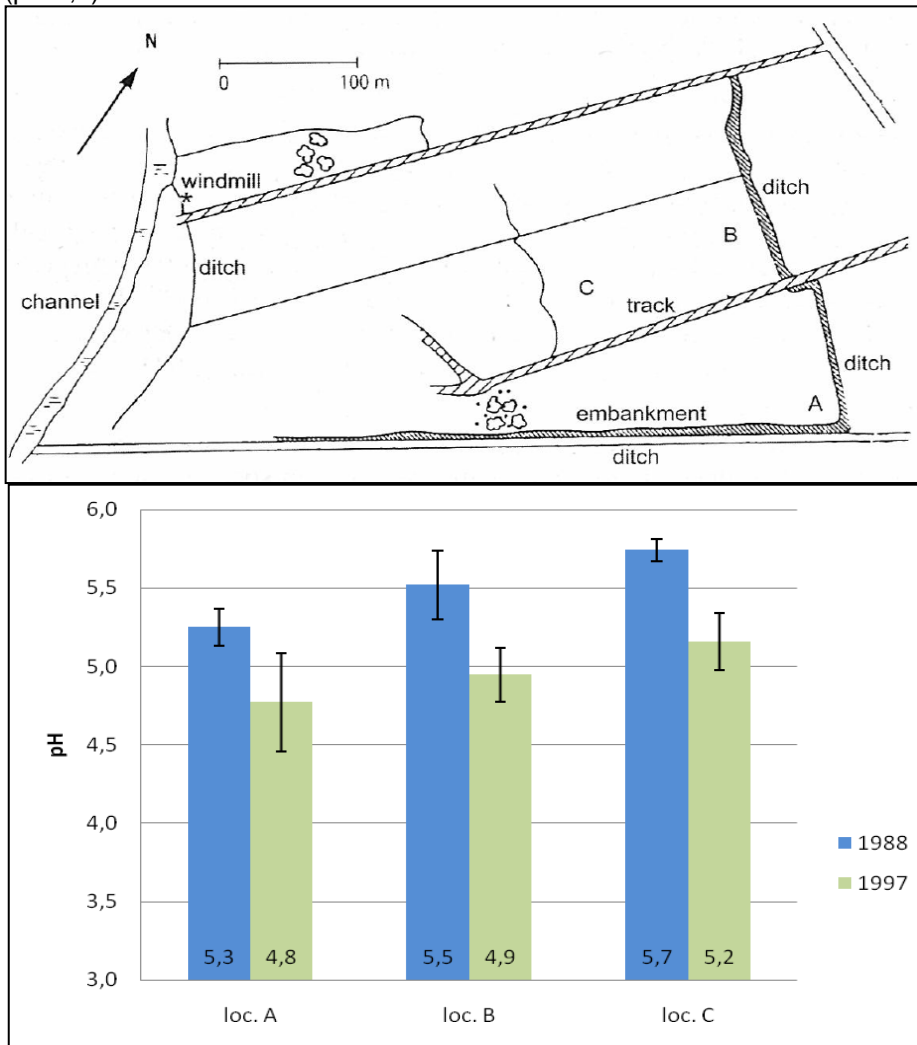 N
0 100 m
windmill
ditch
B
ditch
channel
C
track
ditch
embankment
A
ditch
6,0
5,5
5,0
4,5
4,0
3,5
3,0
pH
5,3 4,8 5,5 4,9 5,7 5,2
loc. A loc. B loc. C
1988
1997